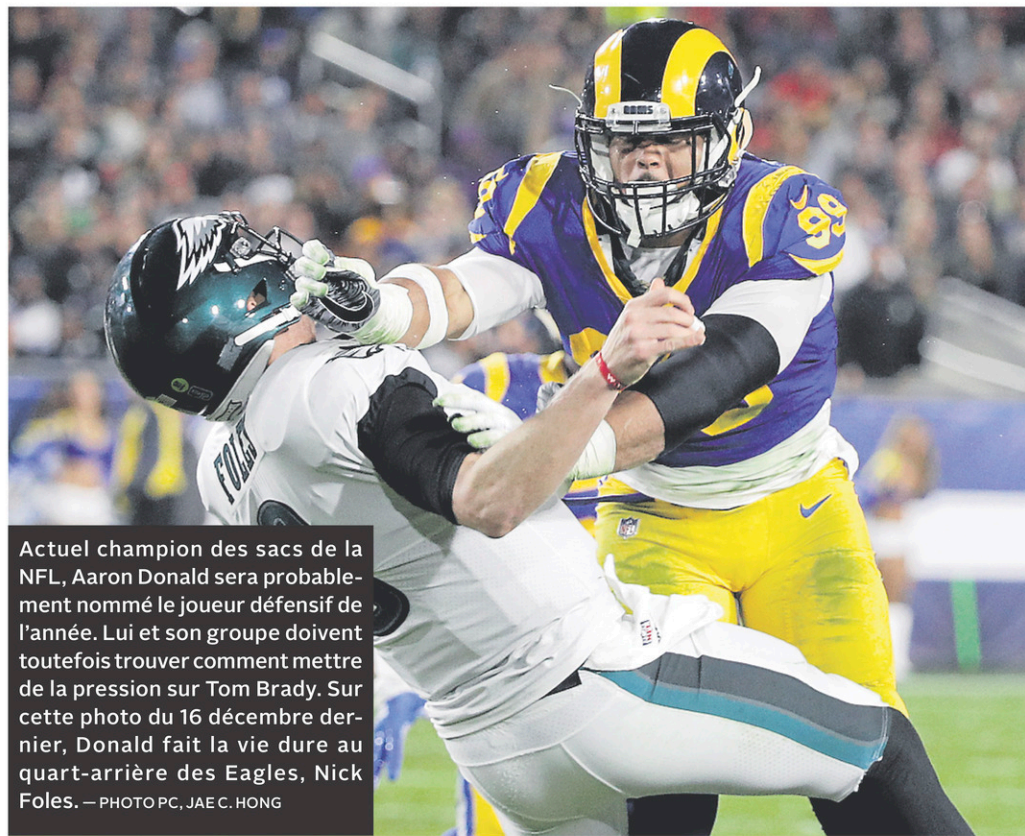 RAMS
99
FOLES
Actuel champion des sacs de la
NFL, Aaron Donald sera probable-
ment nommé le joueur défensif de
l'année. Lui et son groupe doivent
toutefois trouver comment mettre
de la pression sur Tom Brady. Sur
cette photo du 16 décembre der-
nier, Donald fait la vie dure au
quart-arrière des Eagles, Nick
Foles. — PHOTO PC, JAE C. HONG